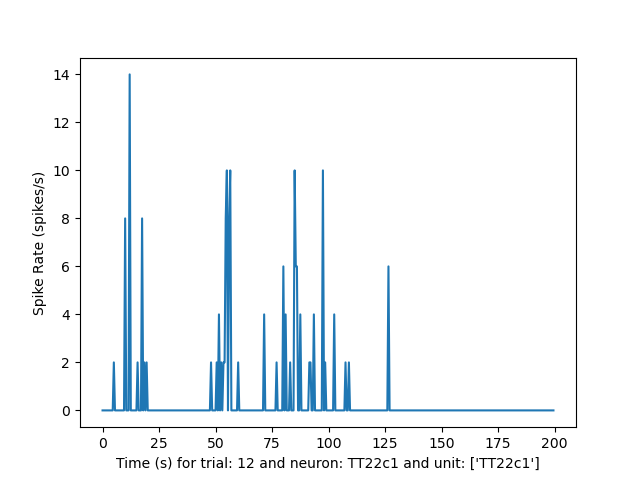 14
12
10
8
6
4
2
0
Spike Rate (spikes/s)
0 25 50 75 100 125 150 175 200
Time (s) for trial: 12 and neuron: TT22c1 and unit: ['TT22c1']